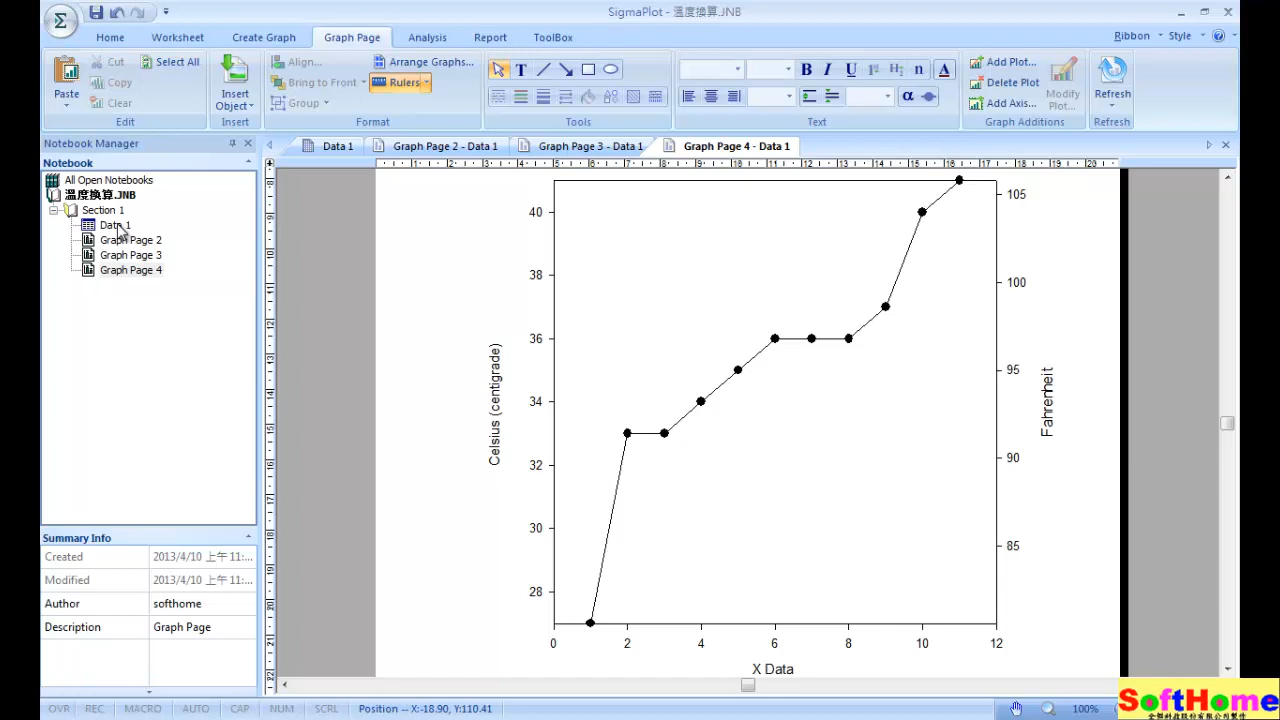 SigmaPlot - 溫度換算.JNB
Home Worksheet Create Graph Graph Page Analysis Report ToolBox
Ribbon Style
Paste
Cut
Copy
Clear
Select All
Edit
Insert
Object
Insert
Align...
Bring to Front
Group
Arrange Graphs...
Rulers
Format
Tools
Text
Add Plot...
Delete Plot
Add Axis...
Modify
Plot...
Graph Additions
Refresh
Refresh
Notebook Manager
Notebook
All Open Notebooks
溫度換算.JNB
Section 1
Data 1
Graph Page 2
Graph Page 3
Graph Page 4
Summary Info
Created 2013/4/10 上午 11:...
Modified 2013/4/10 上午 11:...
Author softhome
Description Graph Page
Data 1 Graph Page 2 - Data 1 Graph Page 3 - Data 1 Graph Page 4 - Data 1
40
38
36
34
32
30
28
Celsius (centigrade)
105
100
95
90
85
Fahrenheit
0 2 4 6 8 10 12
X Data
OVR REC MACRO AUTO CAP NUM SCRL Position -- X:-18.90, Y:110.41 100%
SoftHome